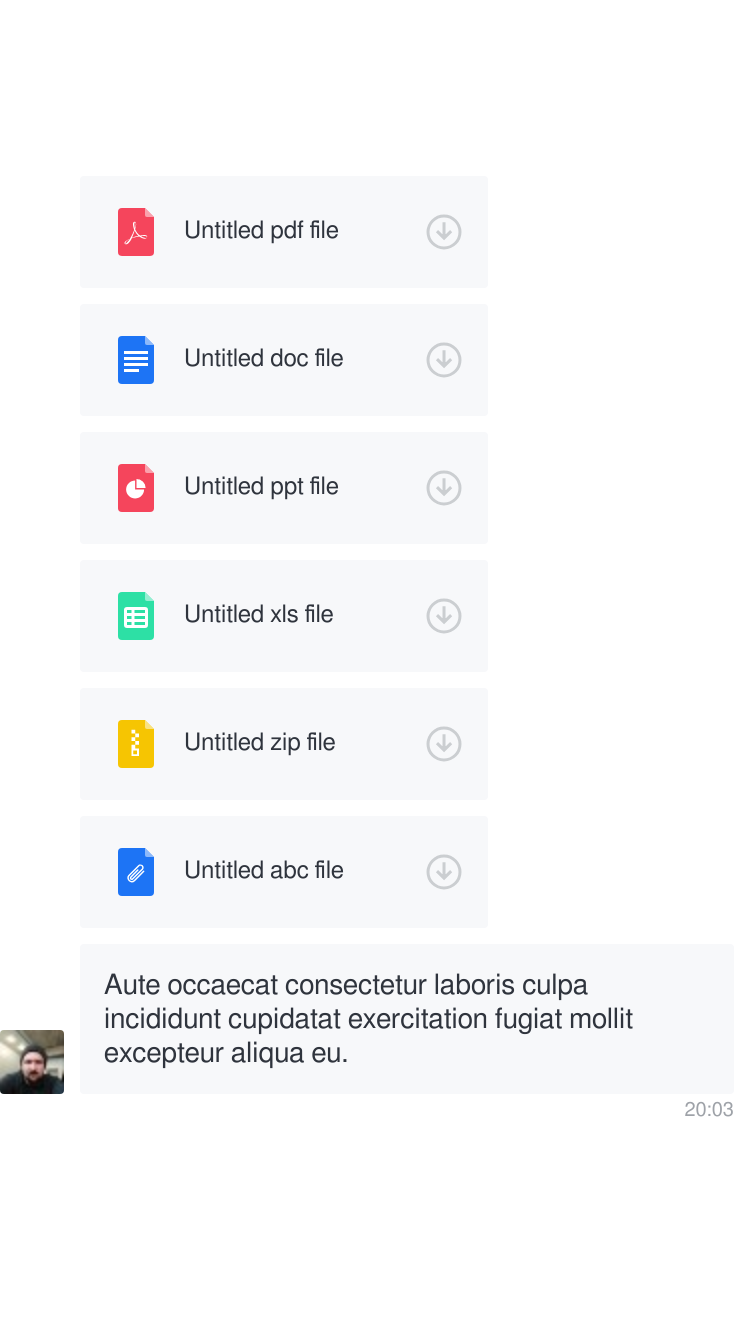 Untitled pdf file
Untitled doc file
Untitled ppt file
Untitled xls file
Untitled zip file
Untitled abc file
Aute occaecat consectetur laboris culpa
incididunt cupidatat exercitation fugiat mollit
excepteur aliqua eu.
20:03